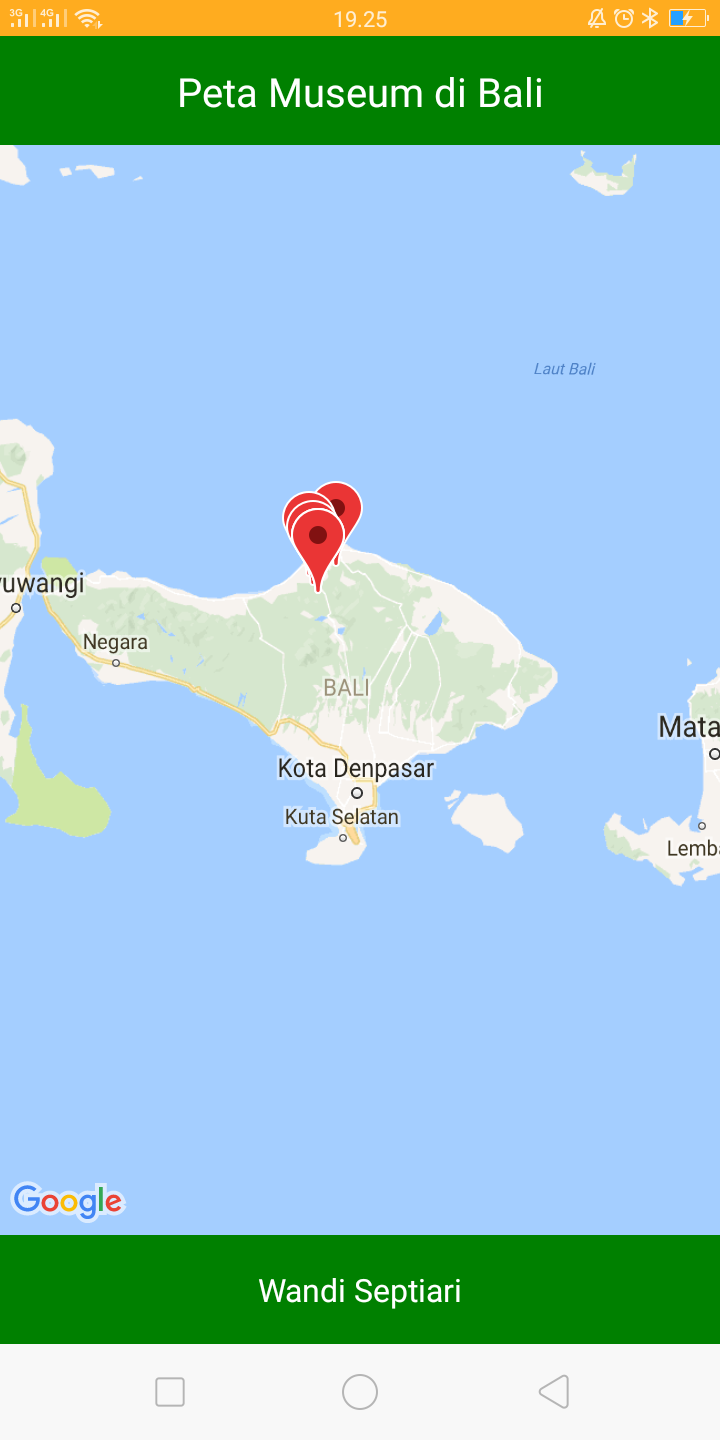 3G 4G 19.25
Peta Museum di Bali
Laut Bali
uwangi
Negara
BALI
Mata
Kota Denpasar
Kuta Selatan
Lemba
Google
Wandi Septiari